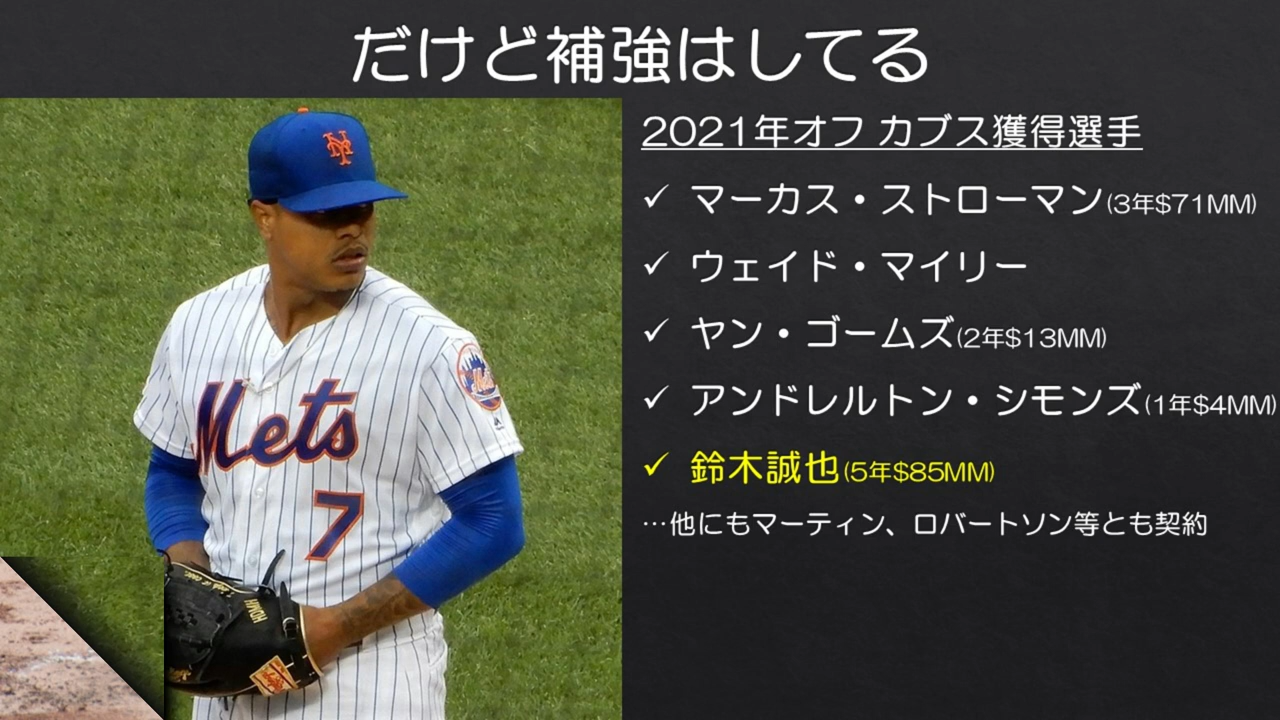 だけど補強はしてる
2021年オフ カブス獲得選手
✓ マーカス・ストローマン(3年$71MM)
✓ ウェイド・マイリー
✓ ヤン・ゴームズ(2年$13MM)
✓ アンドレルトン・シモンズ(1年$4MM)
✓ 鈴木誠也(5年$85MM)
…他にもマーティン、ロバートソン等とも契約
NY
Mets
Mets
7
HDMH